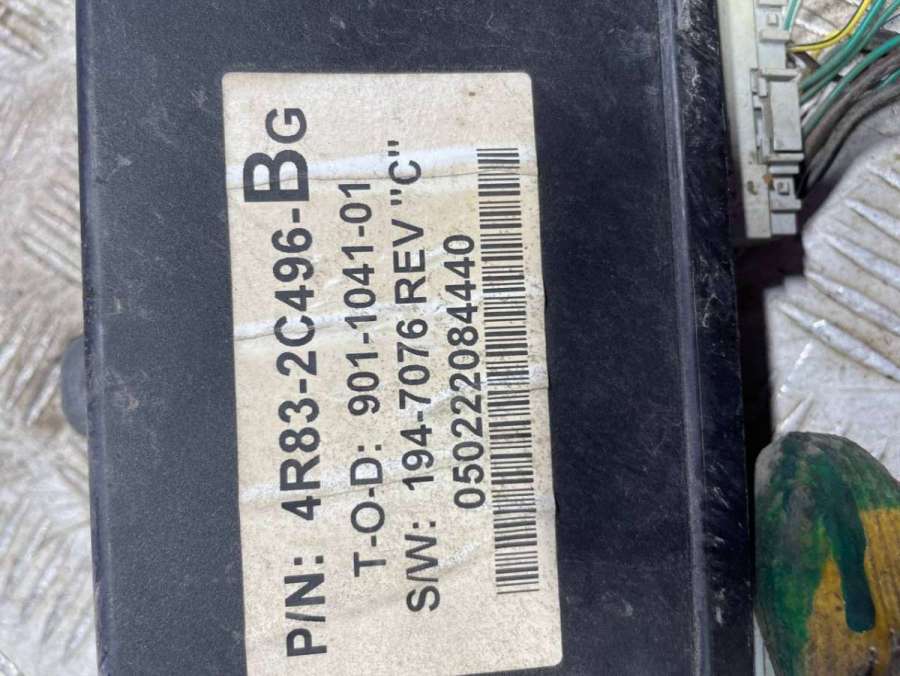 P/N: 4R83-2C496-BG
T-O-D: 901-1041-01
S/W: 194-7076 REV "C"
050222084440